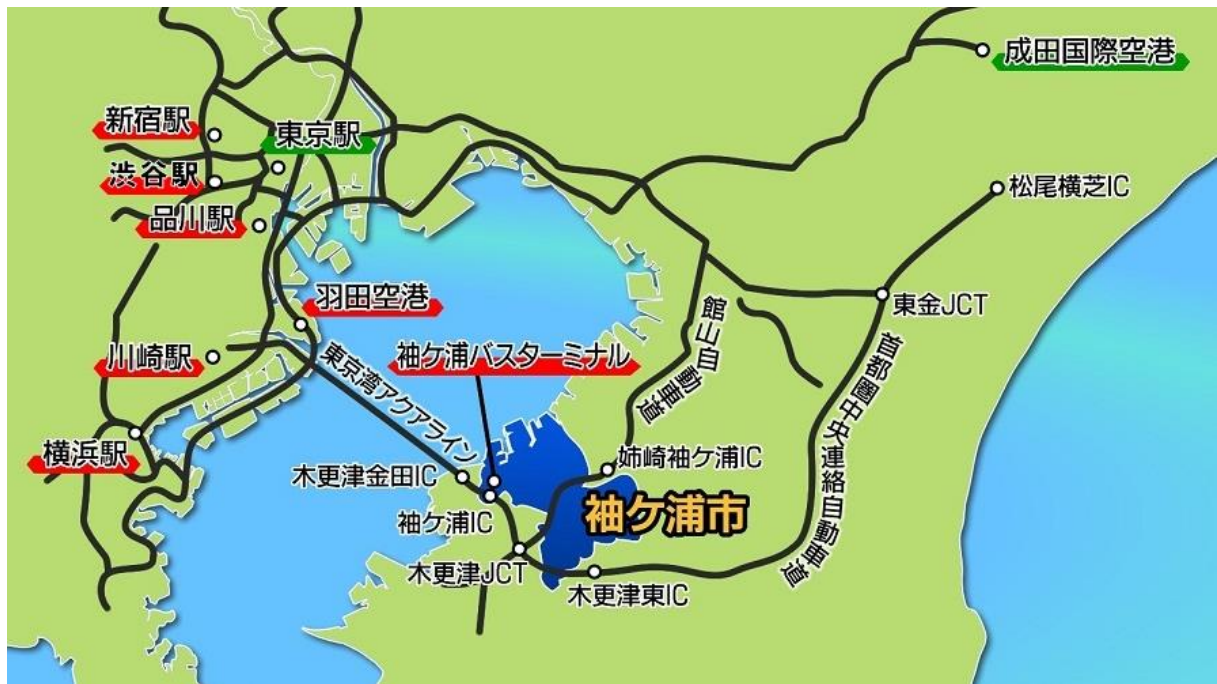 成田国際空港
新宿駅
東京駅
渋谷駅
松尾横芝IC
品川駅
羽田空港
東金JCT
館山自動車道
川崎駅
東京湾アクアライン
袖ケ浦バスターミナル
首都圏中央連絡自動車道
横浜駅
木更津金田IC
姉崎袖ケ浦IC
袖ケ浦IC
袖ケ浦市
木更津JCT
木更津東IC